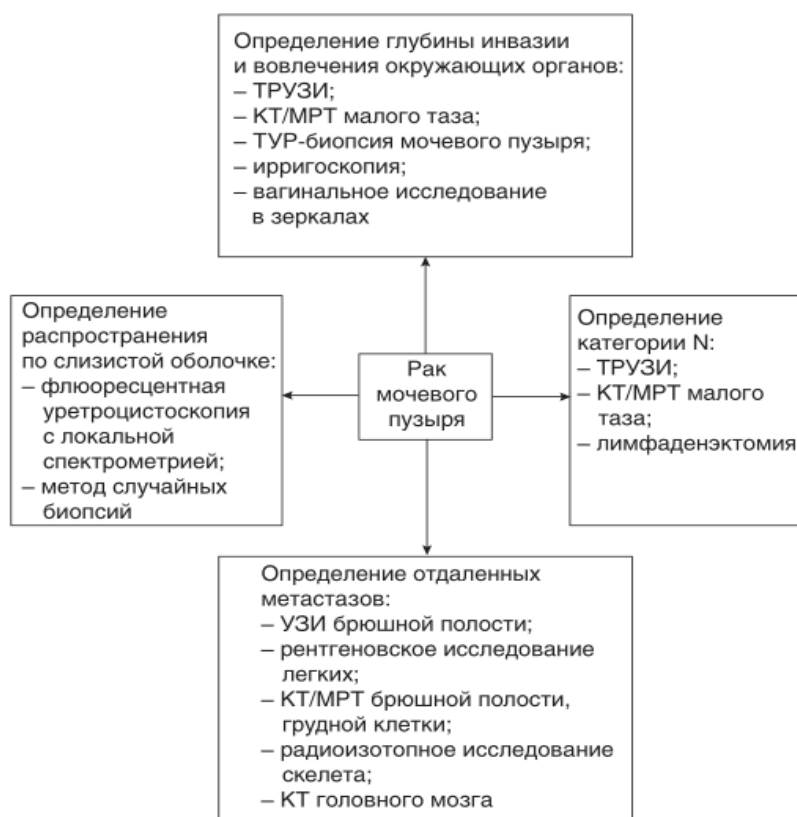 Определение глубины инвазии
и вовлечения окружающих органов:
– ТРУЗИ;
– КТ/МРТ малого таза;
– ТУР-биопсия мочевого пузыря;
– ирригоскопия;
– вагинальное исследование
в зеркалах
Определение
распространения
по слизистой оболочке:
– флюоресцентная
уретроцистоскопия
с локальной
спектрометрией;
– метод случайных
биопсий
Рак
мочевого
пузыря
Определение
категории N:
– ТРУЗИ;
– КТ/МРТ малого
таза;
– лимфаденэктомия
Определение отдаленных
метастазов:
– УЗИ брюшной полости;
– рентгеновское исследование
легких;
– КТ/МРТ брюшной полости,
грудной клетки;
– радиоизотопное исследование
скелета;
– КТ головного мозга